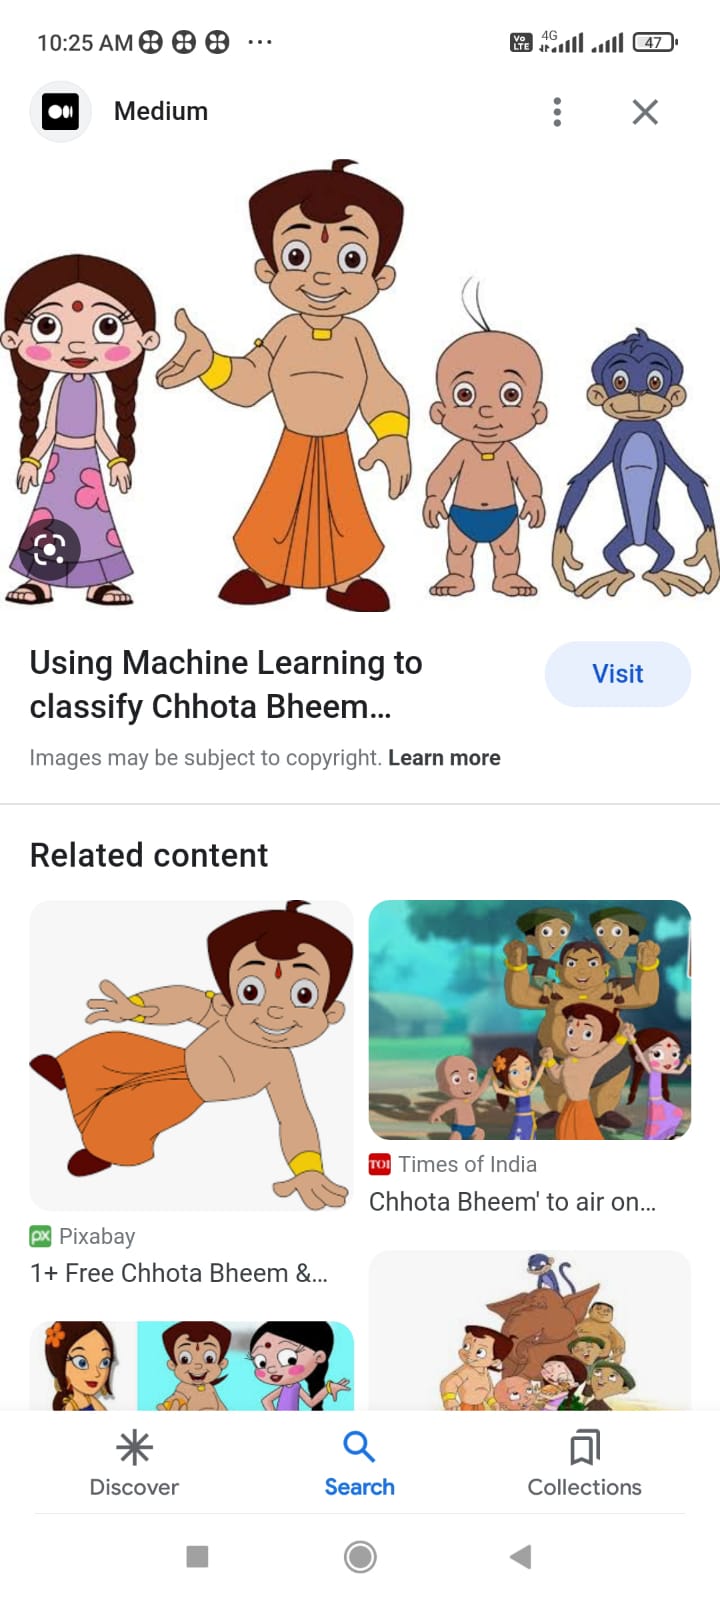 10:25 AM
Vo LTE 4G 47
Medium
Using Machine Learning to
classify Chhota Bheem...
Visit
Images may be subject to copyright. Learn more
Related content
TOI Times of India
Chhota Bheem' to air on...
px Pixabay
1+ Free Chhota Bheem &...
Discover
Search
Collections